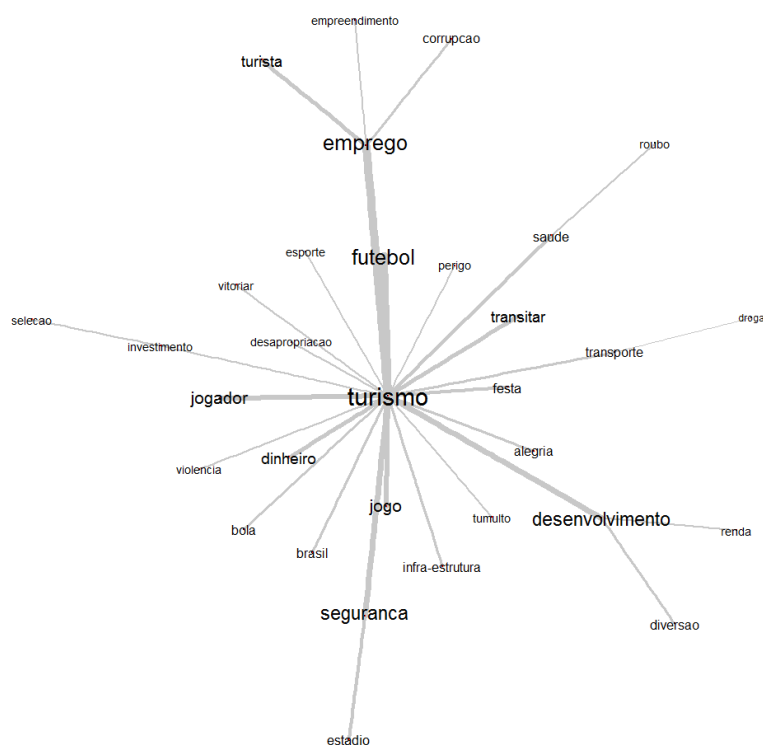 empreendimento
corrupcao
turista
emprego
roubo
saude
futebol
esporte
perigo
vitoriar
transitar
selecao
droga
desapropriacao
investimento
transporte
festa
turismo
jogador
alegria
dinheiro
violencia
jogo
tumulto
desenvolvimento
bola
renda
brasil
infra-estrutura
seguranca
diversao
estadio